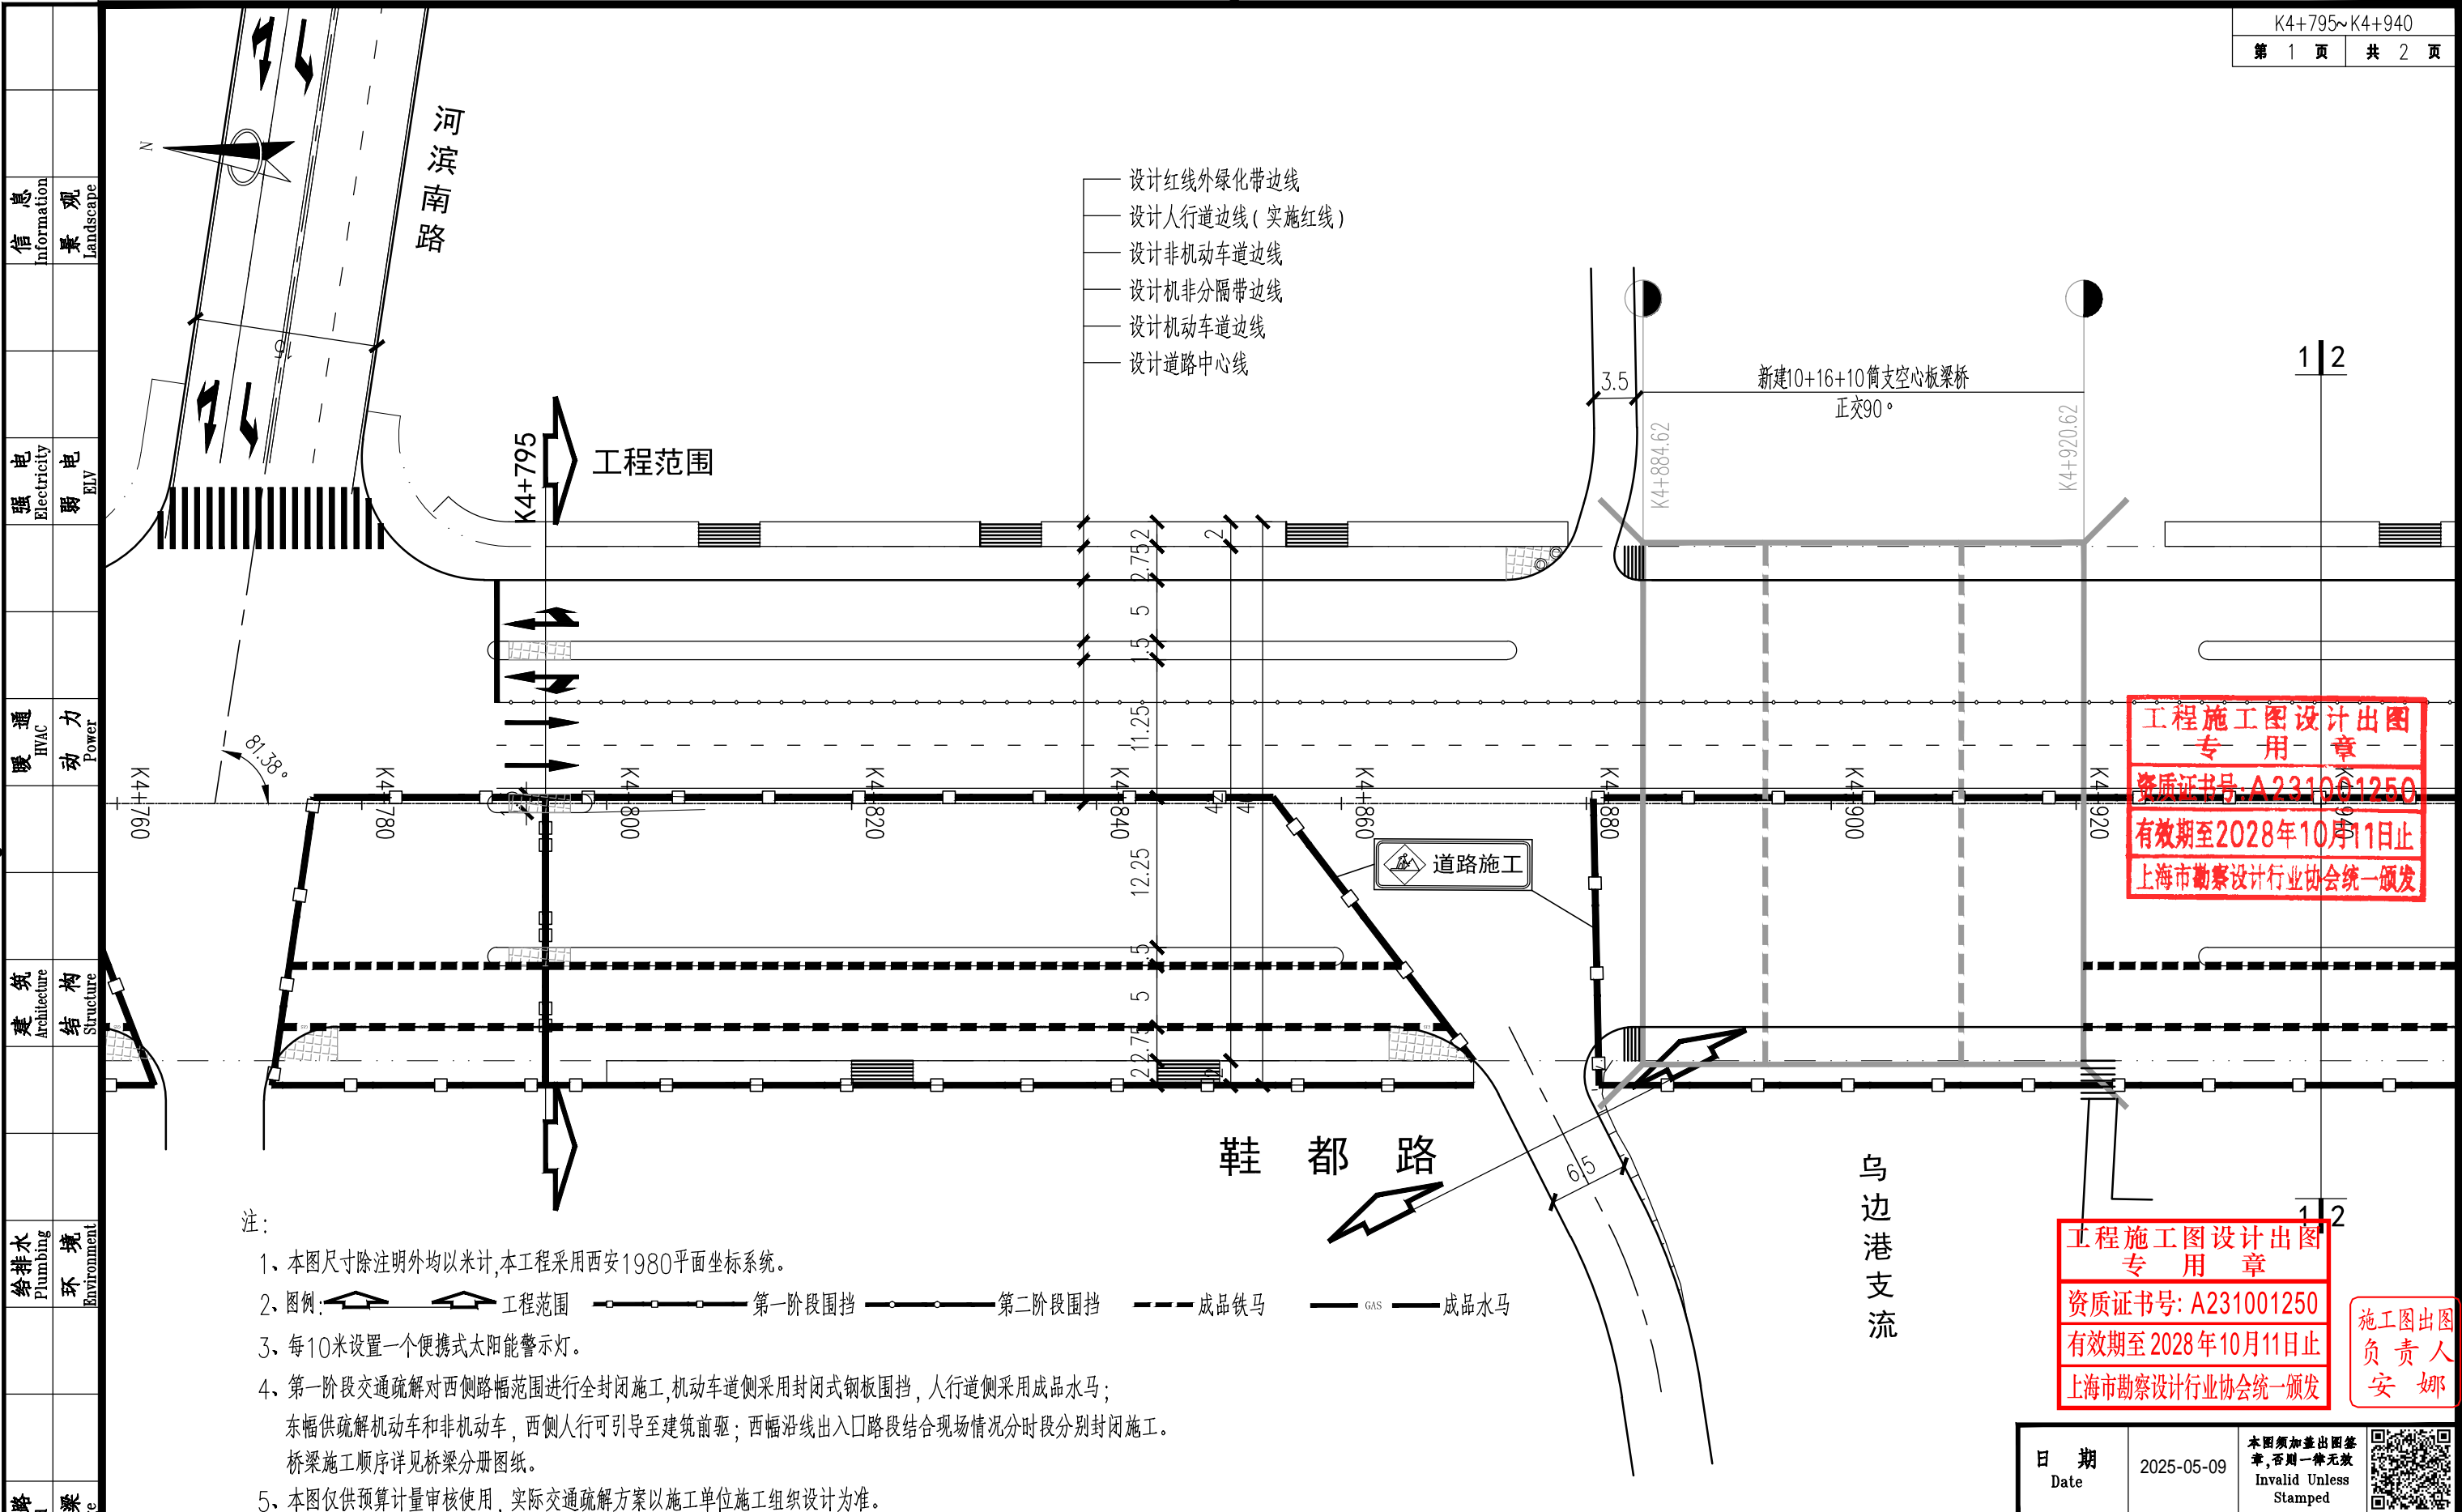 K4+795~K4+940
第 1 页 共 2 页
信 息
Information
景 观
Landscape
强 电
Electricity
弱 电
ELV
暖 通
HVAC
动 力
Power
建 筑
Architecture
结 构
Structure
给排水
Plumbing
环 境
Environment
路
梁
N
河滨南路
15
设计红线外绿化带边线
设计人行道边线(实施红线)
设计非机动车道边线
设计机非分隔带边线
设计机动车道边线
设计道路中心线
K4+795
工程范围
3.5
新建10+16+10简支空心板梁桥
正交90°
K4+884.62
K4+920.62
1 2
2
2.75
5
1.5
11.25
2
81.38°
K4+760
K4+780
K4+800
K4+820
K4+840
K4+860
K4+880
K4+900
K4+920
K4+940
42
12.25
道路施工
5
2.75
2
工程施工图设计出图
专 用 章
资质证书号:A231001250
有效期至2028年10月11日止
上海市勘察设计行业协会统一颁发
鞋 都 路
6.5
乌边港支流
1 2
注:
1、本图尺寸除注明外均以米计,本工程采用西安1980平面坐标系统。
2、图例: 工程范围 第一阶段围挡 第二阶段围挡 成品铁马 GAS 成品水马
3、每10米设置一个便携式太阳能警示灯。
4、第一阶段交通疏解对西侧路幅范围进行全封闭施工,机动车道侧采用封闭式钢板围挡，人行道侧采用成品水马；
东幅供疏解机动车和非机动车，西侧人行可引导至建筑前驱；西幅沿线出入口路段结合现场情况分时段分别封闭施工。
桥梁施工顺序详见桥梁分册图纸。
5、本图仅供预算计量审核使用，实际交通疏解方案以施工单位施工组织设计为准。
工程施工图设计出图
专 用 章
资质证书号: A231001250
有效期至2028年10月11日止
上海市勘察设计行业协会统一颁发
施工图出图
负 责 人
安 娜
日 期
Date
2025-05-09
本图须加盖出图签
章,否则一律无效
Invalid Unless
Stamped